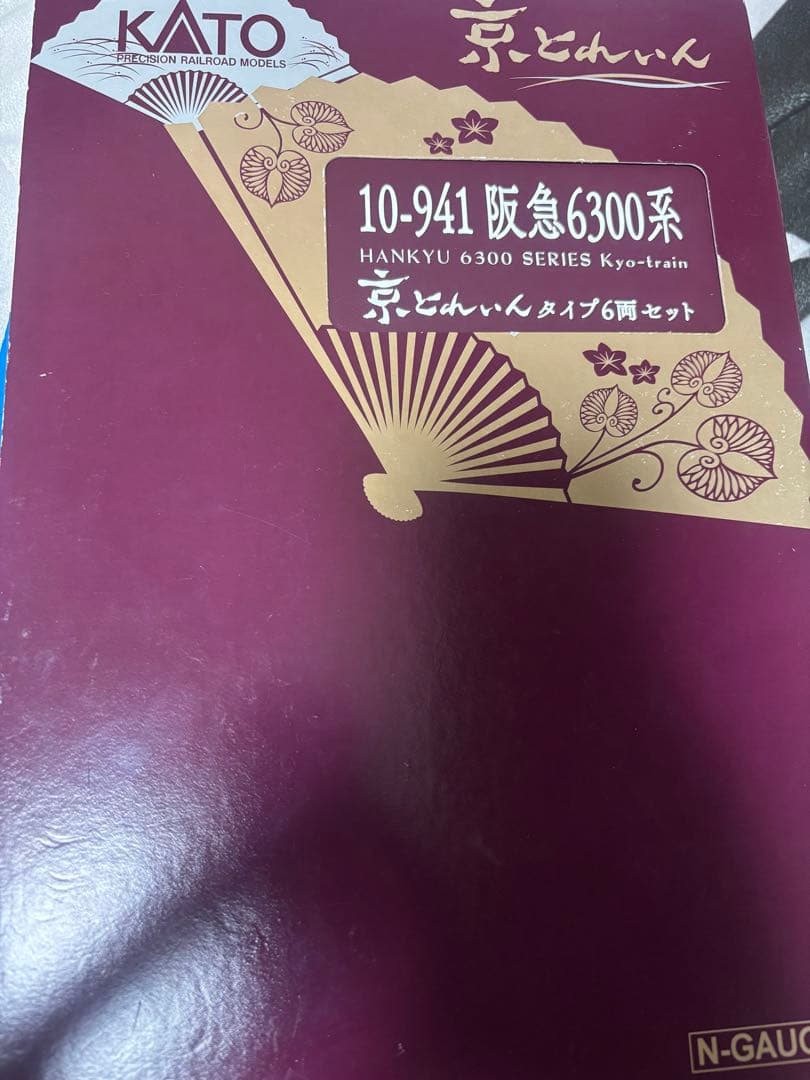 KATO
PRECISION RAILROAD MODELS
京とれいん
10-941 阪急6300系
HANKYU 6300 SERIES Kyo-train
京とれいん タイプ6両セット
N-GAUG